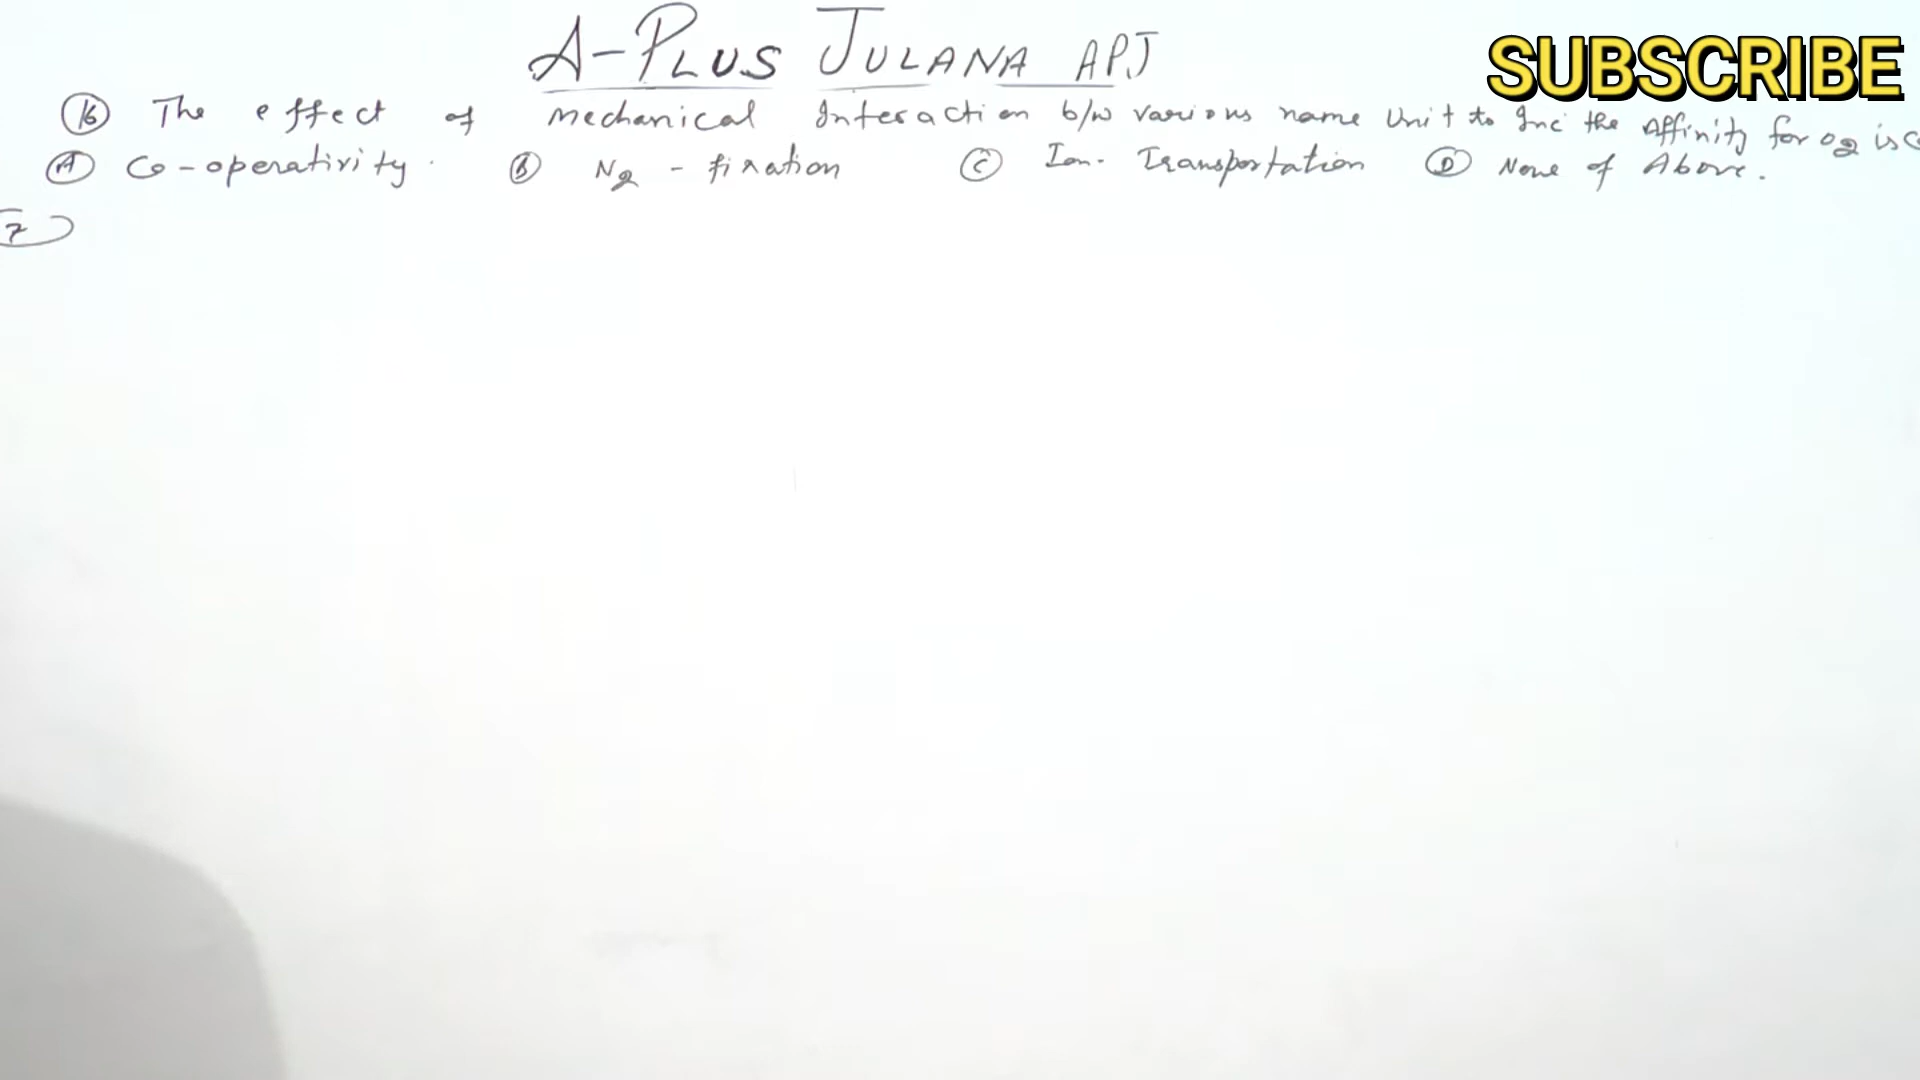 A-PLUS JULANA APJ
SUBSCRIBE
(16) The effect of mechanical Interaction b/w various name Unit to Inc the Affinity for O2 is
(A) Co-operativity. (B) N2 - fixation (C) Ion- Transportation (D) None of Above.
7